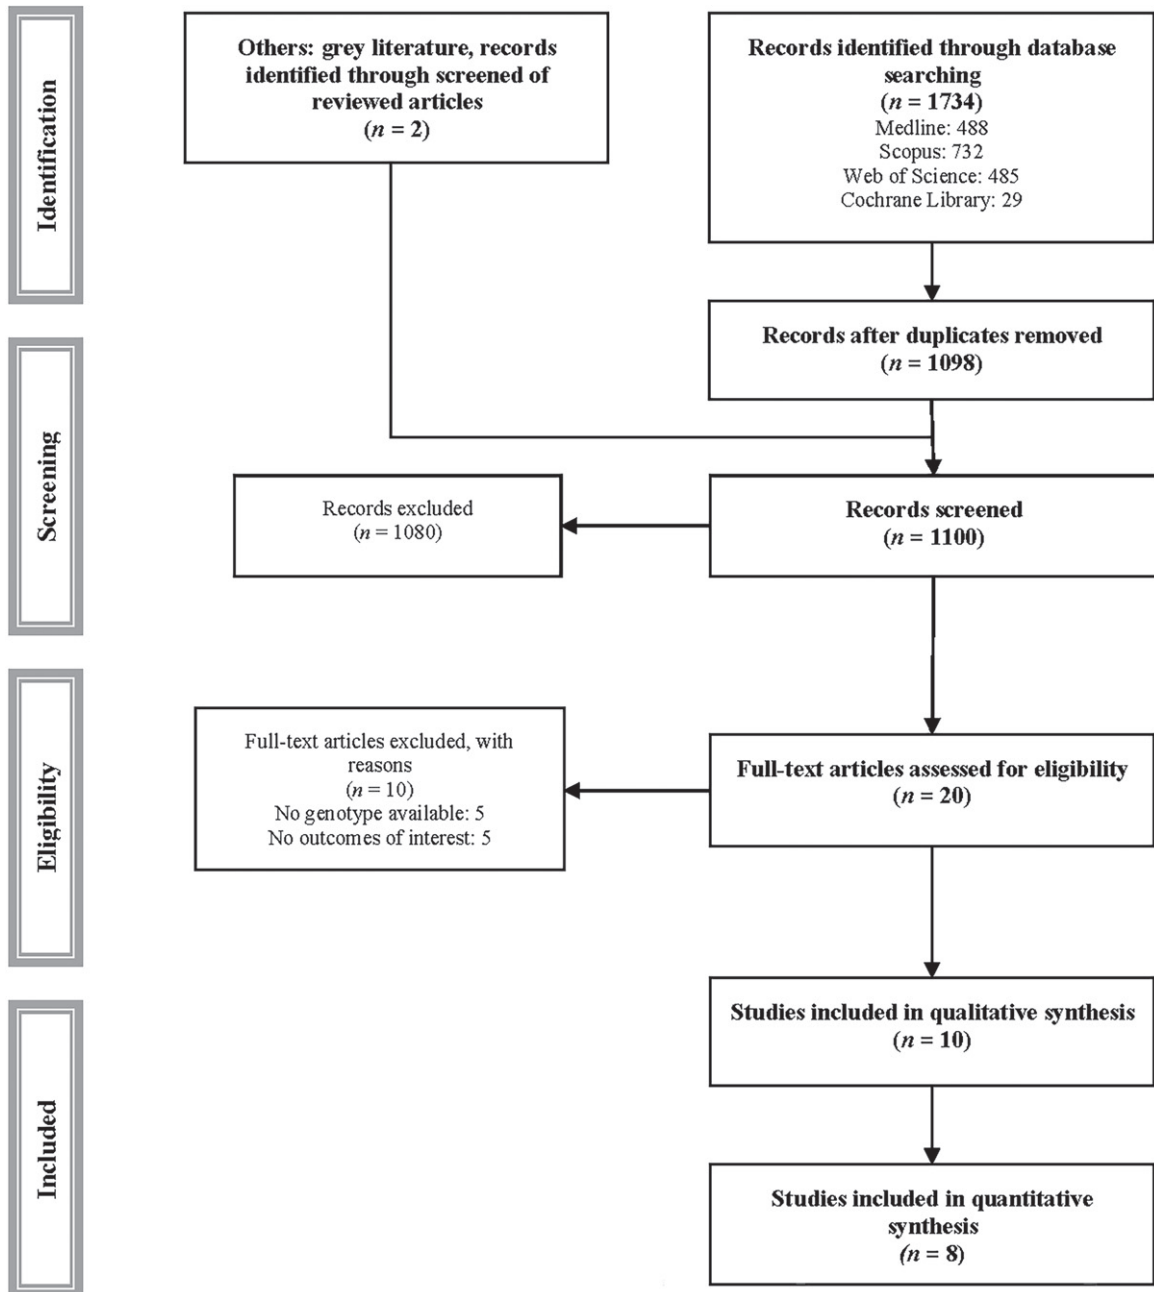 Identification
Others: grey literature, records
identified through screened of
reviewed articles
(n = 2)
Records identified through database
searching
(n = 1734)
Medline: 488
Scopus: 732
Web of Science: 485
Cochrane Library: 29
Records after duplicates removed
(n = 1098)
Screening
Records excluded
(n = 1080)
Records screened
(n = 1100)
Eligibility
Full-text articles excluded, with
reasons
(n = 10)
No genotype available: 5
No outcomes of interest: 5
Full-text articles assessed for eligibility
(n = 20)
Included
Studies included in qualitative synthesis
(n = 10)
Studies included in quantitative
synthesis
(n = 8)